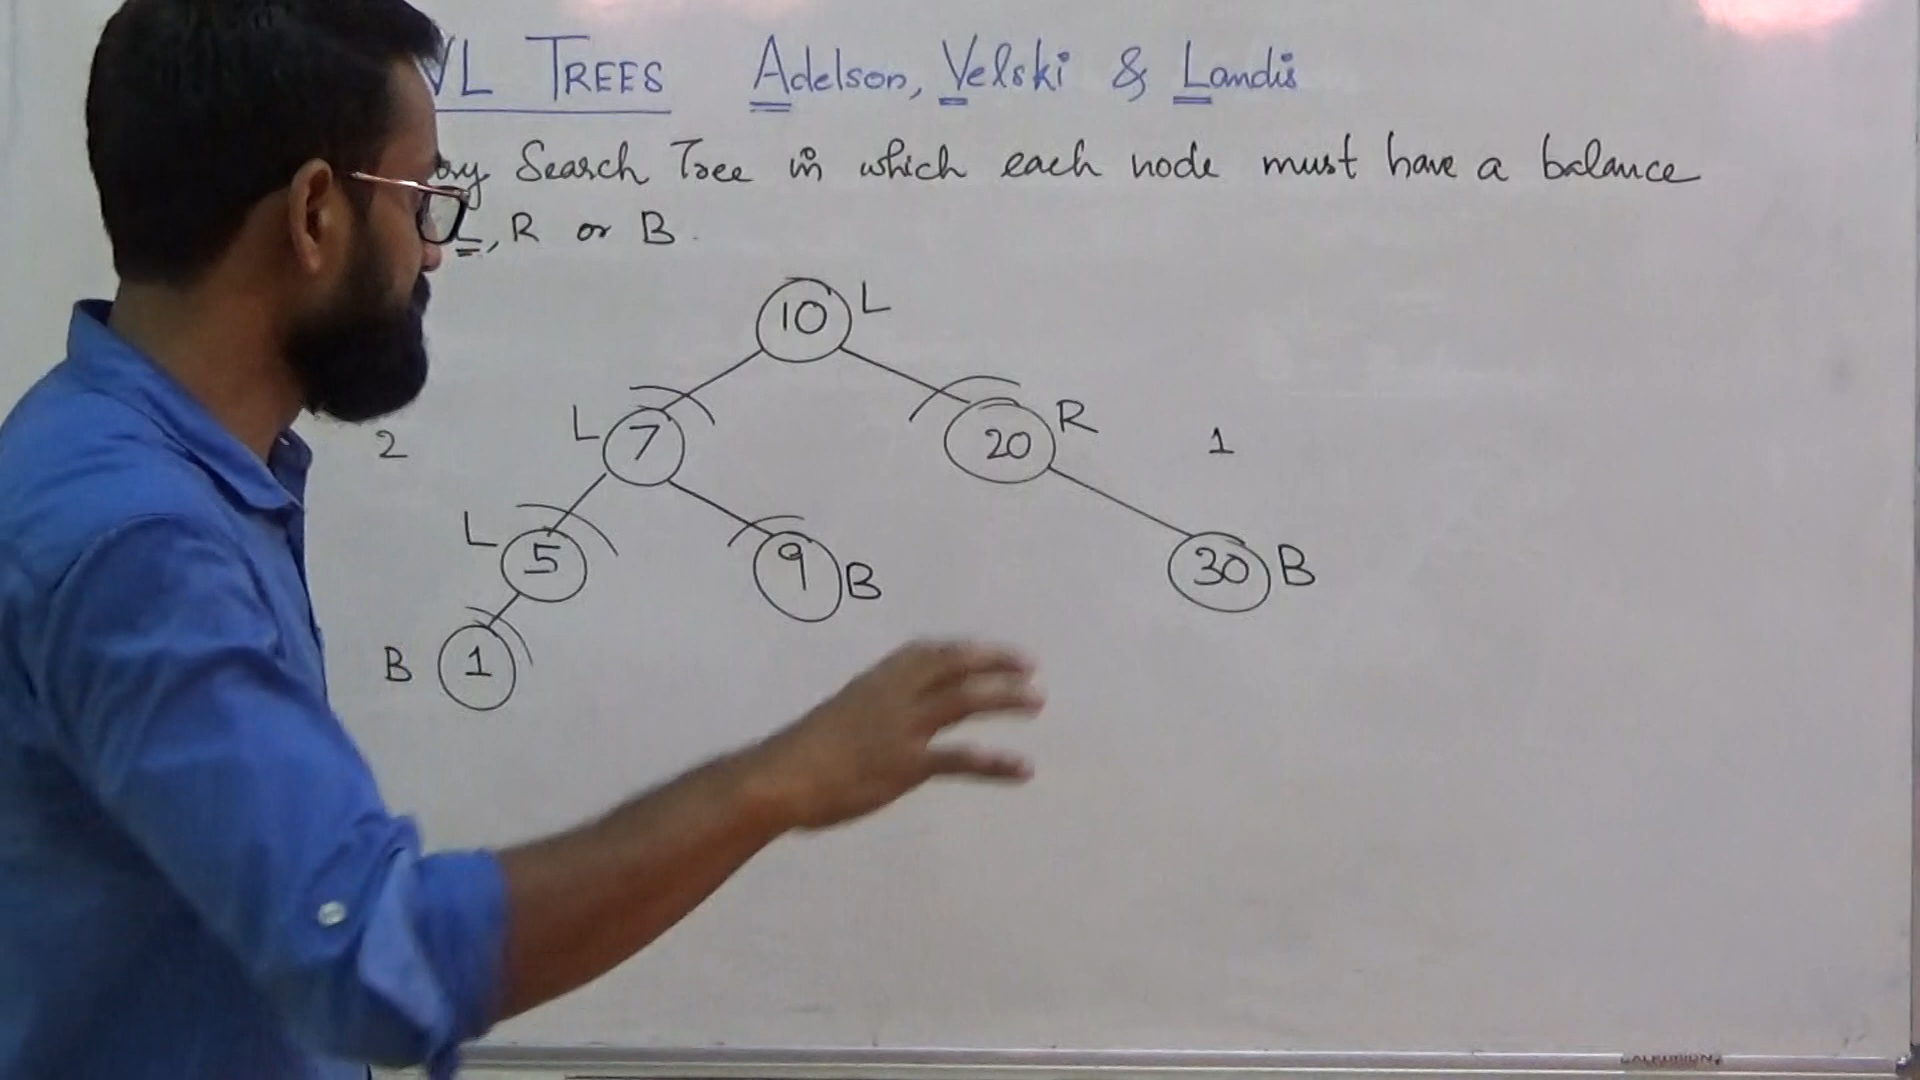 VL TREES Adelson, Velski & Landis
ory Search Tree in which each node must have a balance
L, R or B.
10 L
L 7 20 R
2 1
L 5 9 B 30 B
B 1